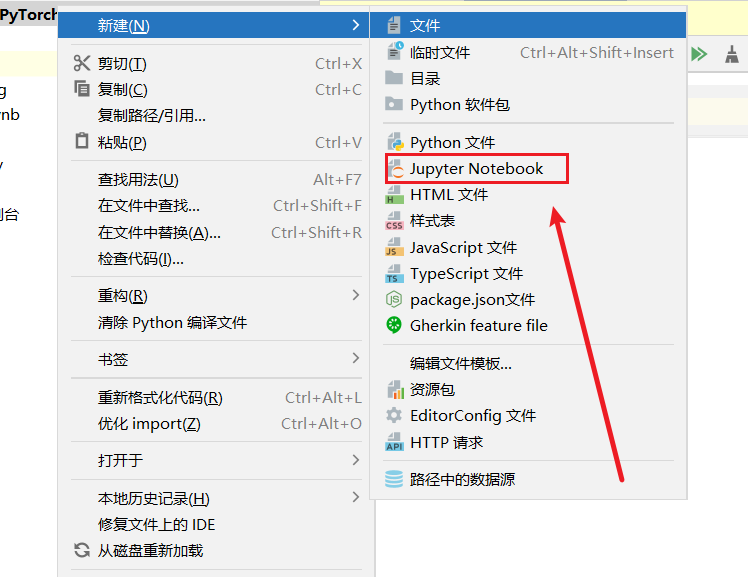 PyTorch
g
nb
y
制台
新建(N)
剪切(T) Ctrl+X
复制(C) Ctrl+C
复制路径/引用...
粘贴(P) Ctrl+V
查找用法(U) Alt+F7
在文件中查找... Ctrl+Shift+F
在文件中替换(A)... Ctrl+Shift+R
检查代码(I)...
重构(R)
清除 Python 编译文件
书签
重新格式化代码(R) Ctrl+Alt+L
优化 import(Z) Ctrl+Alt+O
打开于
本地历史记录(H)
修复文件上的 IDE
从磁盘重新加载
文件
临时文件 Ctrl+Alt+Shift+Insert
目录
Python 软件包
Python 文件
Jupyter Notebook
H HTML 文件
CSS 样式表
JS JavaScript 文件
TS TypeScript 文件
JS package.json文件
Gherkin feature file
编辑文件模板...
资源包
EditorConfig 文件
API HTTP 请求
路径中的数据源